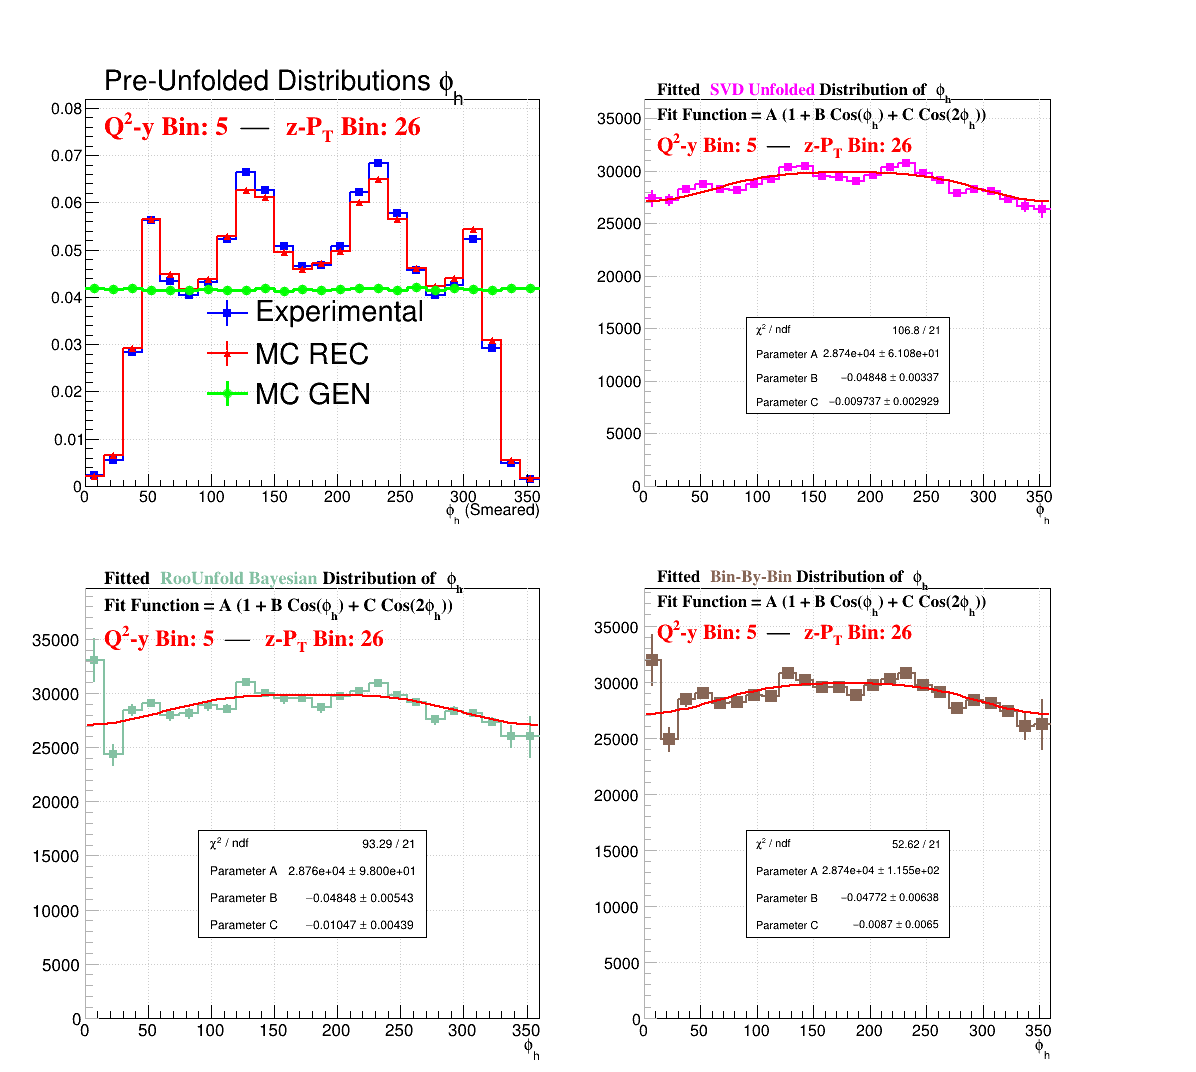 Pre-Unfolded Distributions ϕh
Q²-y Bin: 5 — z-PT Bin: 26
0.08
0.07
0.06
0.05
0.04
0.03
0.02
0.01
0
Experimental
MC REC
MC GEN
0 50 100 150 200 250 300 350
ϕh (Smeared)
Fitted SVD Unfolded Distribution of ϕh
Fit Function = A (1 + B Cos(ϕh) + C Cos(2ϕh))
Q²-y Bin: 5 — z-PT Bin: 26
35000
30000
25000
20000
15000
10000
5000
0
χ² / ndf 106.8 / 21
Parameter A 2.874e+04 ± 6.108e+01
Parameter B −0.04848 ± 0.00337
Parameter C −0.009737 ± 0.002929
0 50 100 150 200 250 300 350
ϕh
Fitted RooUnfold Bayesian Distribution of ϕh
Fit Function = A (1 + B Cos(ϕh) + C Cos(2ϕh))
Q²-y Bin: 5 — z-PT Bin: 26
35000
30000
25000
20000
15000
10000
5000
0
χ² / ndf 93.29 / 21
Parameter A 2.876e+04 ± 9.800e+01
Parameter B −0.04848 ± 0.00543
Parameter C −0.01047 ± 0.00439
0 50 100 150 200 250 300 350
ϕh
Fitted Bin-By-Bin Distribution of ϕh
Fit Function = A (1 + B Cos(ϕh) + C Cos(2ϕh))
Q²-y Bin: 5 — z-PT Bin: 26
35000
30000
25000
20000
15000
10000
5000
0
χ² / ndf 52.62 / 21
Parameter A 2.874e+04 ± 1.155e+02
Parameter B −0.04772 ± 0.00638
Parameter C −0.0087 ± 0.0065
0 50 100 150 200 250 300 350
ϕh